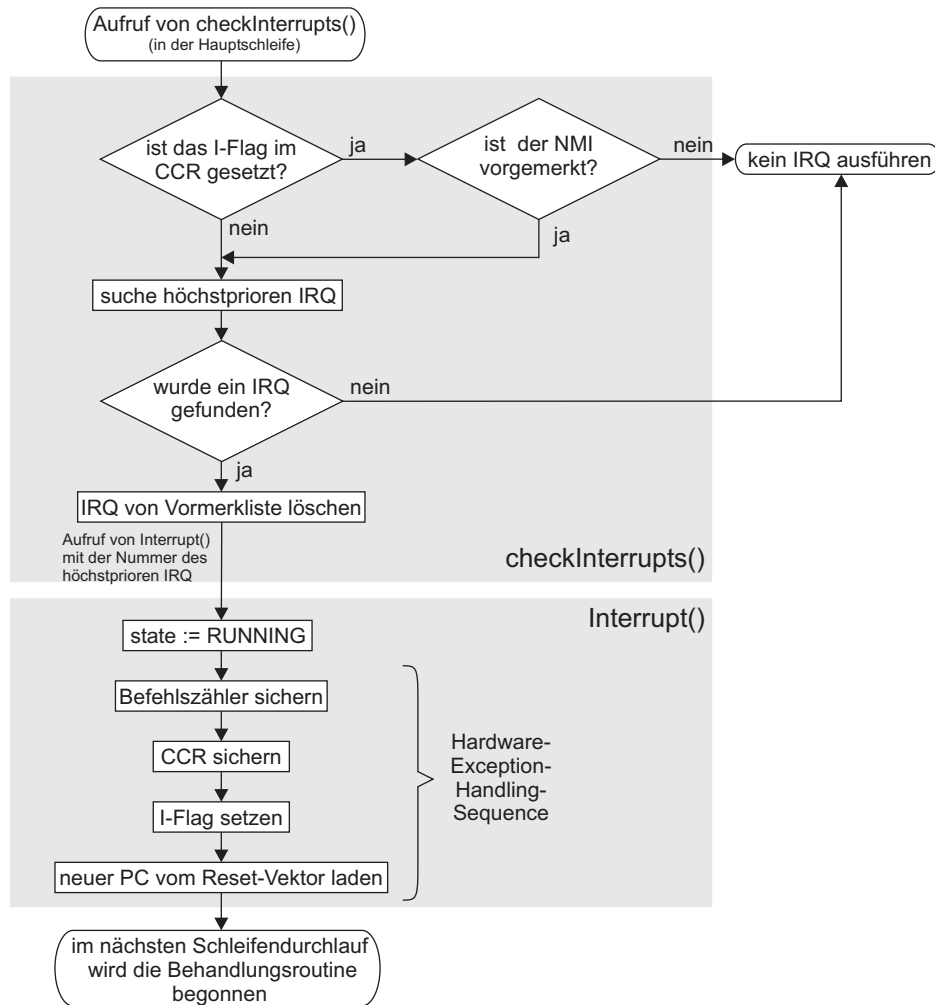 Aufruf von checkInterrupts()
(in der Hauptschleife)
ist das I-Flag im
CCR gesetzt?
ja
ist der NMI
vorgemerkt?
nein
kein IRQ ausführen
nein
ja
suche höchstprioren IRQ
wurde ein IRQ
gefunden?
nein
ja
IRQ von Vormerkliste löschen
Aufruf von Interrupt()
mit der Nummer des
höchstprioren IRQ
checkInterrupts()
Interrupt()
state := RUNNING
Befehlszähler sichern
CCR sichern
I-Flag setzen
neuer PC vom Reset-Vektor laden
Hardware-
Exception-
Handling-
Sequence
im nächsten Schleifendurchlauf
wird die Behandlungsroutine
begonnen